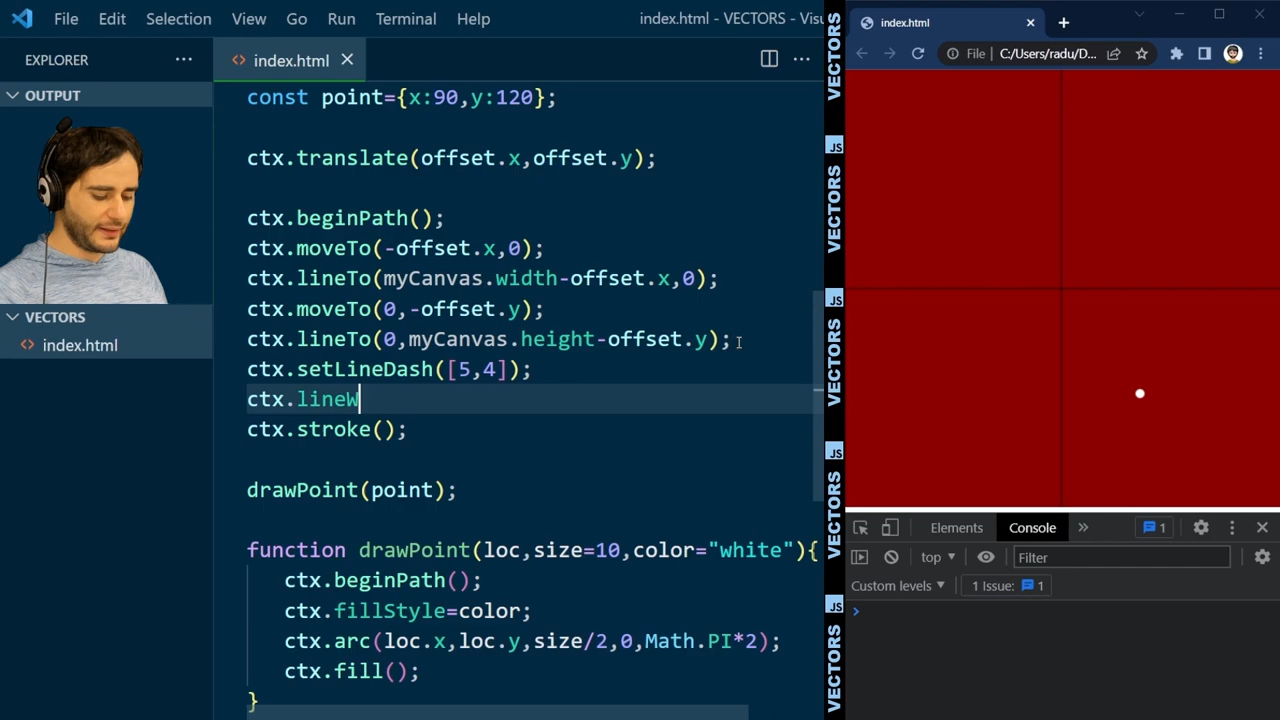 File Edit Selection View Go Run Terminal Help index.html - VECTORS - Visu
EXPLORER
index.html
OUTPUT
VECTORS
index.html
const point={x:90,y:120};
ctx.translate(offset.x,offset.y);
ctx.beginPath();
ctx.moveTo(-offset.x,0);
ctx.lineTo(myCanvas.width-offset.x,0);
ctx.moveTo(0,-offset.y);
ctx.lineTo(0,myCanvas.height-offset.y);
ctx.setLineDash([5,4]);
ctx.lineW
ctx.stroke();
drawPoint(point);
function drawPoint(loc,size=10,color="white"){
ctx.beginPath();
ctx.fillStyle=color;
ctx.arc(loc.x,loc.y,size/2,0,Math.PI*2);
ctx.fill();
}
VECTORS
JS
VECTORS
JS
VECTORS
JS
VECTORS
JS
VECTORS
index.html
File C:/Users/radu/D...
Elements Console 1
top Filter
Custom levels 1 Issue: 1